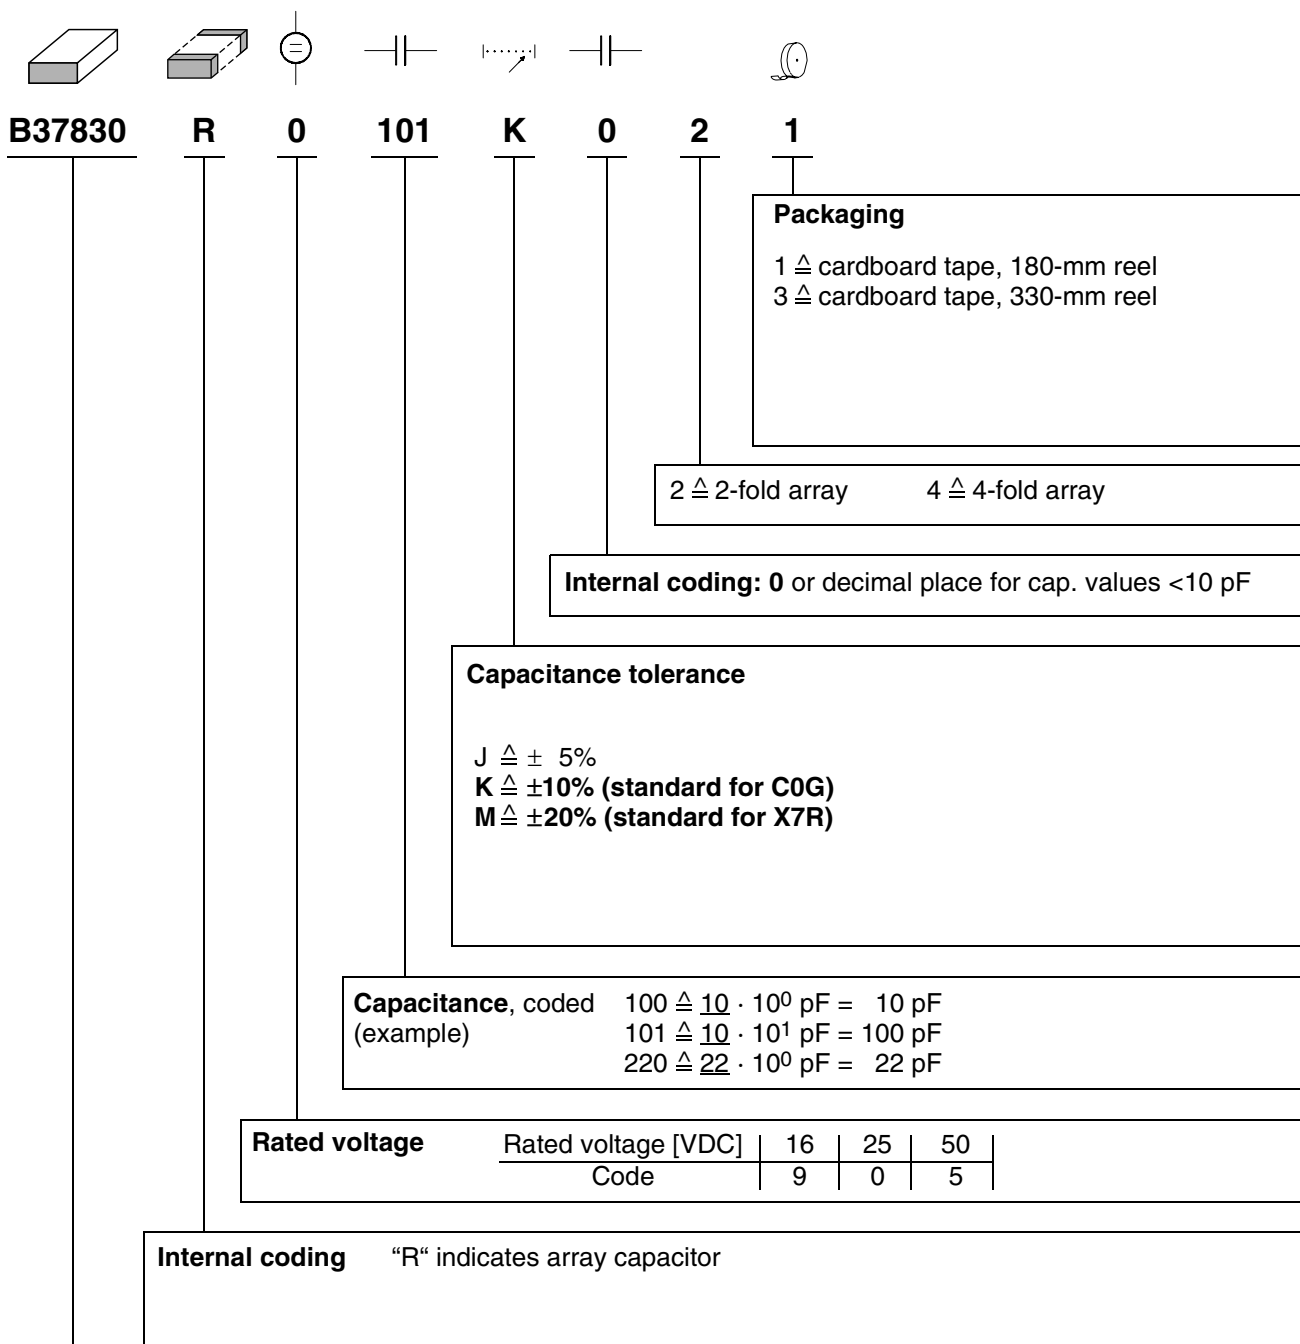 B37830 R 0 101 K 0 2 1
Packaging
1 ≙ cardboard tape, 180-mm reel
3 ≙ cardboard tape, 330-mm reel
2 ≙ 2-fold array 4 ≙ 4-fold array
Internal coding: 0 or decimal place for cap. values <10 pF
Capacitance tolerance
J ≙ ± 5%
K ≙ ±10% (standard for C0G)
M ≙ ±20% (standard for X7R)
Capacitance, coded 100 ≙ 10 · 10⁰ pF = 10 pF
(example) 101 ≙ 10 · 10¹ pF = 100 pF
220 ≙ 22 · 10⁰ pF = 22 pF
Rated voltage Rated voltage [VDC] 16 25 50
Code 9 0 5
Internal coding “R“ indicates array capacitor